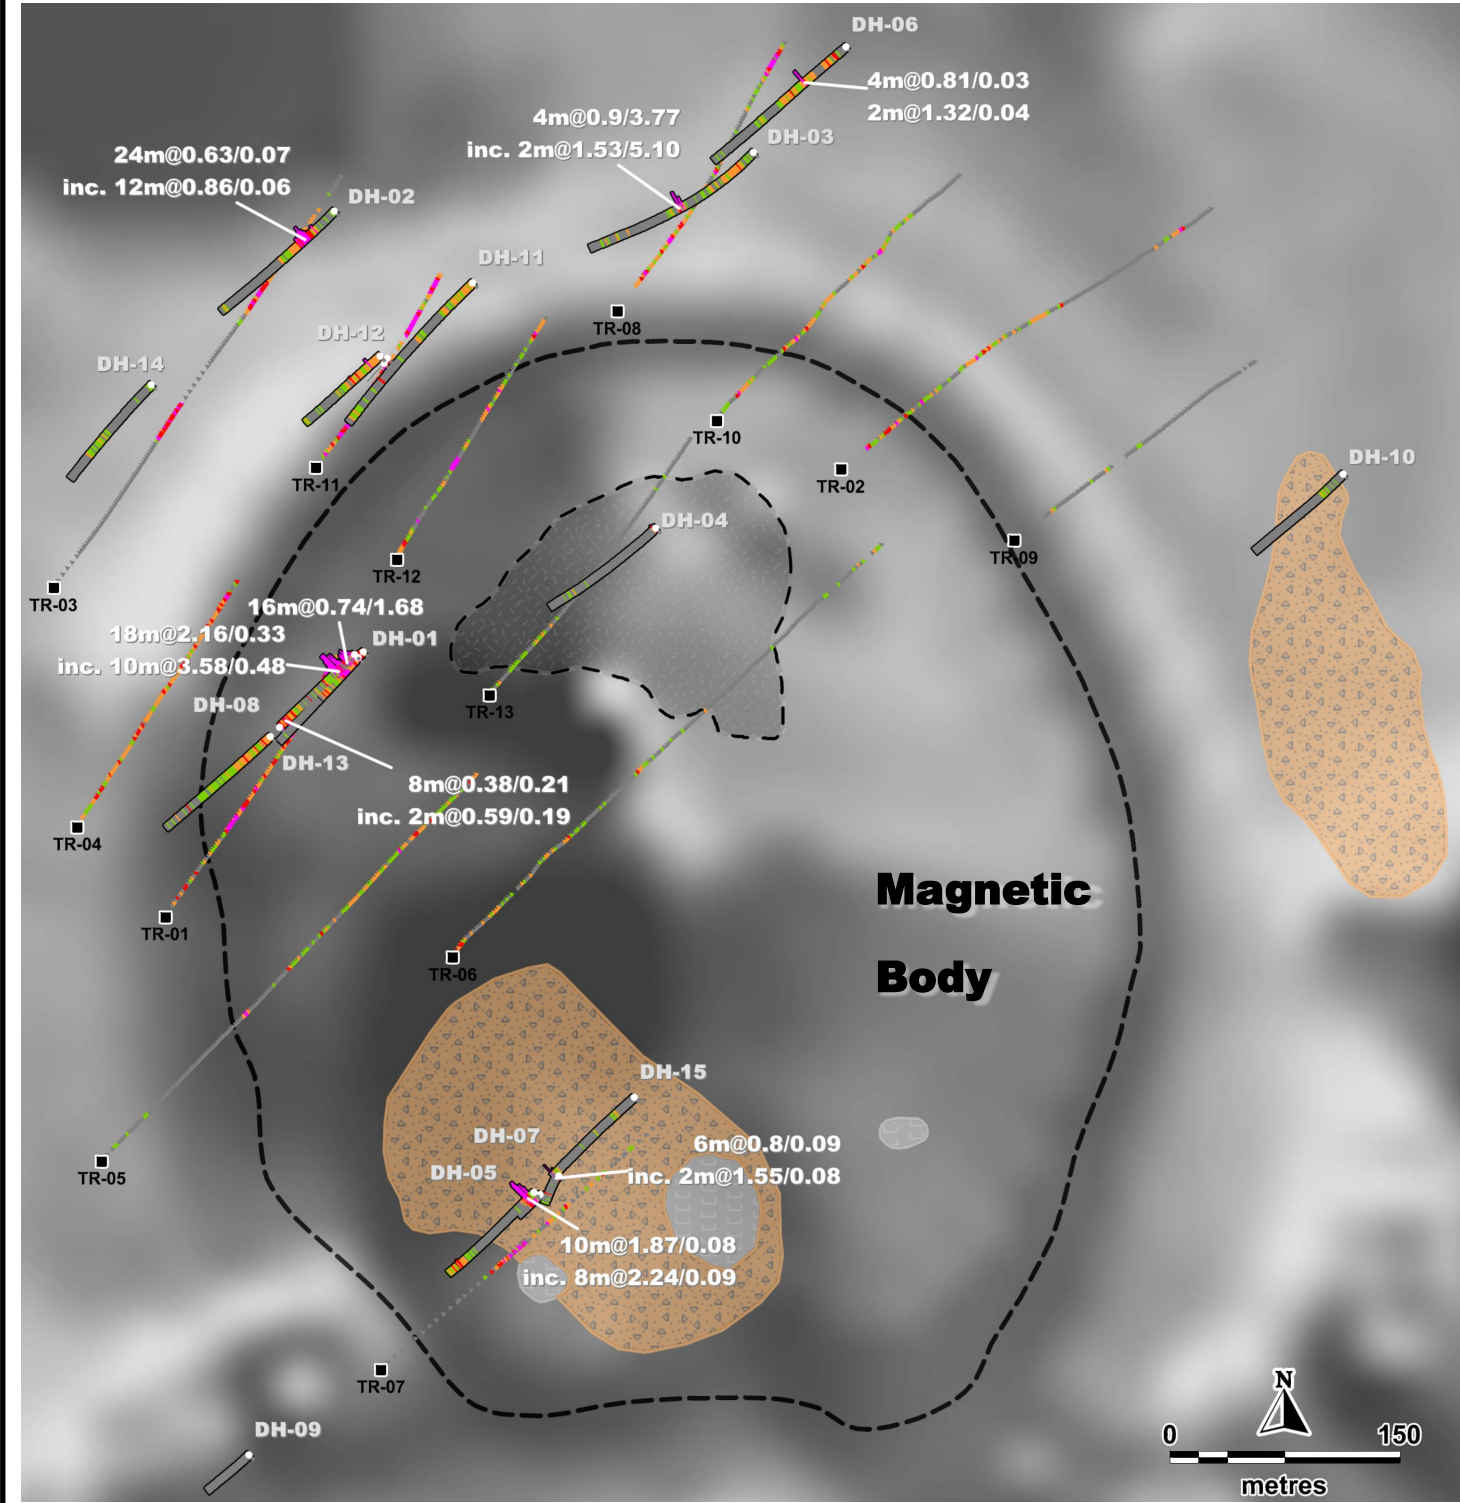 DH-06
4m@0.81/0.03
2m@1.32/0.04
4m@0.9/3.77
inc. 2m@1.53/5.10
DH-03
24m@0.63/0.07
inc. 12m@0.86/0.06
DH-02
DH-11
DH-12
TR-08
DH-14
TR-11
TR-10
TR-02
DH-10
DH-04
TR-09
TR-12
TR-03
16m@0.74/1.68
18m@2.16/0.33
inc. 10m@3.58/0.48
DH-01
DH-08
TR-13
DH-13
8m@0.38/0.21
inc. 2m@0.59/0.19
TR-04
TR-01
TR-06
Magnetic
Body
DH-15
DH-07
6m@0.8/0.09
inc. 2m@1.55/0.08
DH-05
TR-05
10m@1.87/0.08
inc. 8m@2.24/0.09
TR-07
DH-09
N
0 150
metres